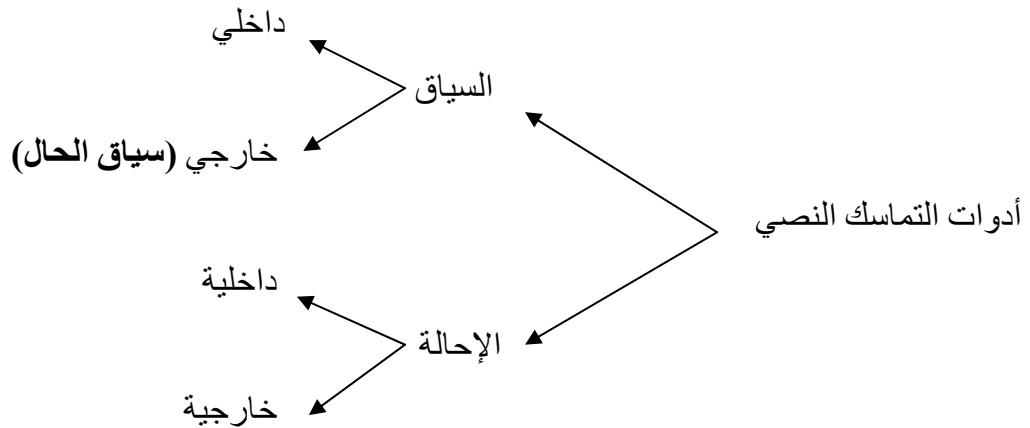 داخلي
السياق
خارجي (سياق الحال)
أدوات التماسك النصي
داخلية
الإحالة
خارجية